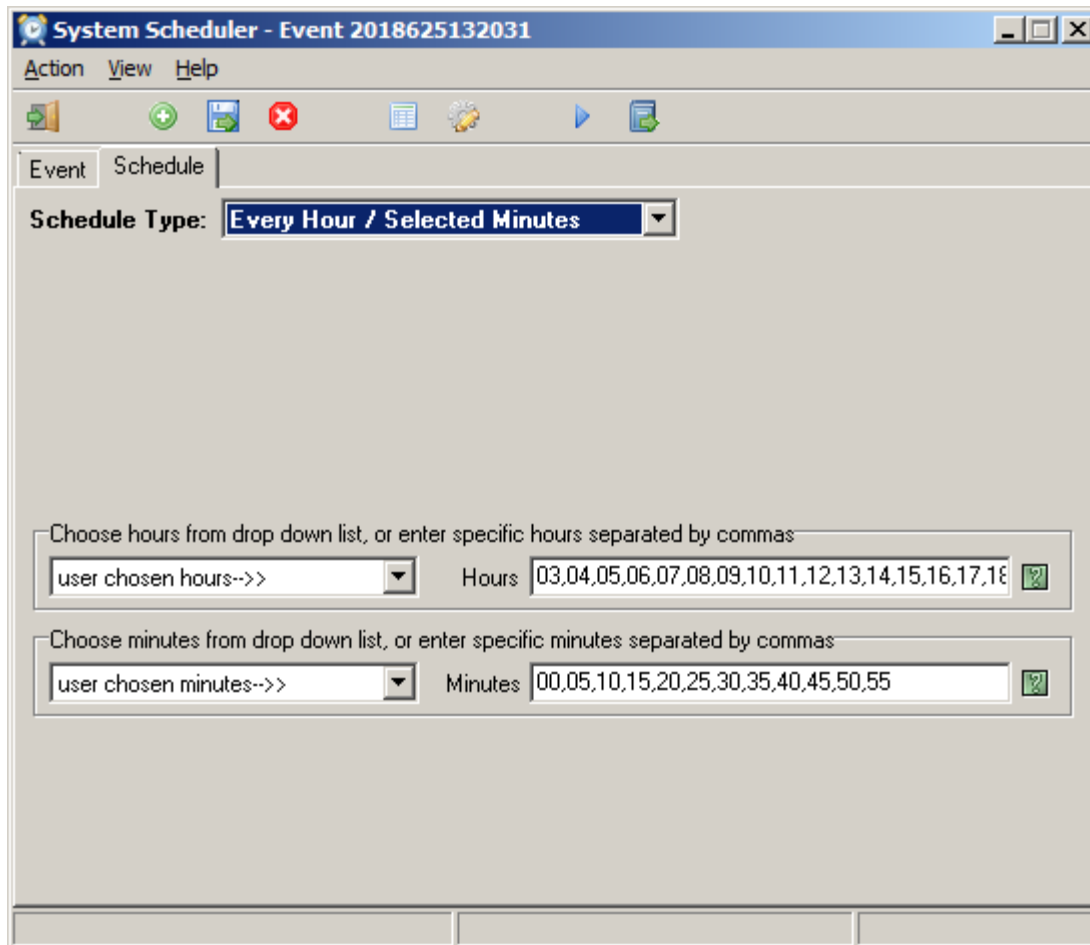 System Scheduler - Event 2018625132031
Action View Help
Event Schedule
Schedule Type: Every Hour / Selected Minutes
Choose hours from drop down list, or enter specific hours separated by commas
user chosen hours-->> Hours 03,04,05,06,07,08,09,10,11,12,13,14,15,16,17,18
Choose minutes from drop down list, or enter specific minutes separated by commas
user chosen minutes-->> Minutes 00,05,10,15,20,25,30,35,40,45,50,55